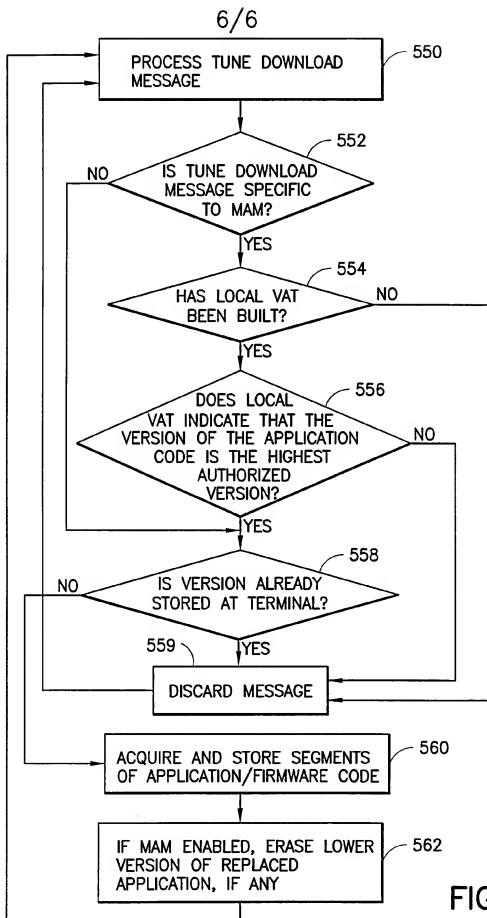 6/6
PROCESS TUNE DOWNLOAD
MESSAGE
550
552
NO
IS TUNE DOWNLOAD
MESSAGE SPECIFIC
TO MAM?
YES
554
HAS LOCAL VAT
BEEN BUILT?
NO
YES
556
DOES LOCAL
VAT INDICATE THAT THE
VERSION OF THE APPLICATION
CODE IS THE HIGHEST
AUTHORIZED
VERSION?
NO
YES
558
NO
IS VERSION ALREADY
STORED AT TERMINAL?
559
YES
DISCARD MESSAGE
560
ACQUIRE AND STORE SEGMENTS
OF APPLICATION/FIRMWARE CODE
562
IF MAM ENABLED, ERASE LOWER
VERSION OF REPLACED
APPLICATION, IF ANY
FIG